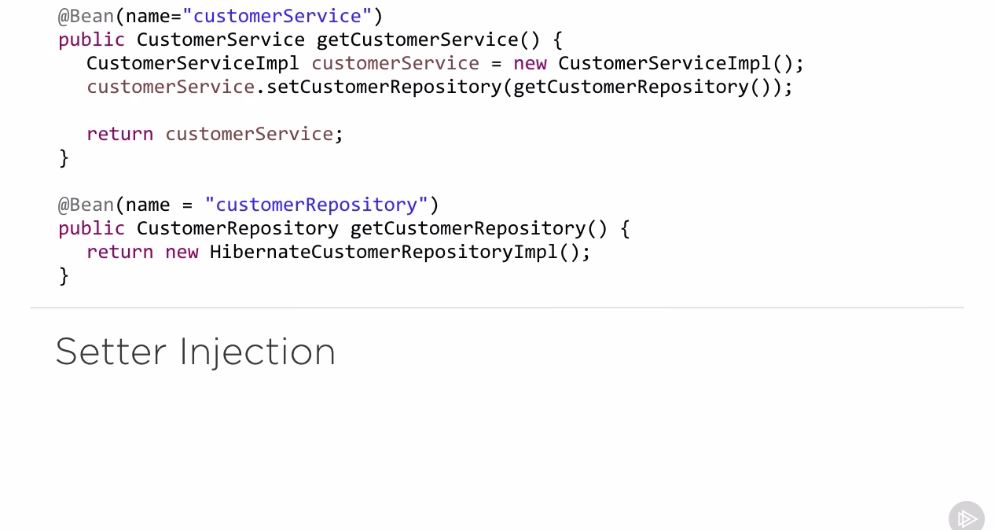 @Bean(name="customerService")
public CustomerService getCustomerService() {
CustomerServiceImpl customerService = new CustomerServiceImpl();
customerService.setCustomerRepository(getCustomerRepository());
return customerService;
}
@Bean(name = "customerRepository")
public CustomerRepository getCustomerRepository() {
return new HibernateCustomerRepositoryImpl();
}
Setter Injection